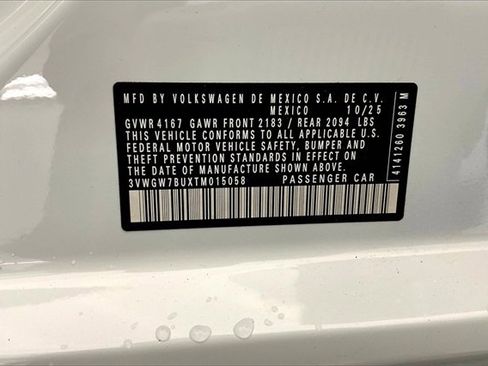 MFD BY VOLKSWAGEN DE MEXICO S.A. DE C.V.
MEXICO 10/25
GVWR 4167 GAWR FRONT 2183 / REAR 2094 LBS
THIS VEHICLE CONFORMS TO ALL APPLICABLE U.S.
FEDERAL MOTOR VEHICLE SAFETY, BUMPER AND
THEFT PREVENTION STANDARDS IN EFFECT ON
THE DATE OF MANUFACTURE SHOWN ABOVE.
3VWGW7BUXTM015058 PASSENGER CAR
4141260 3963 M